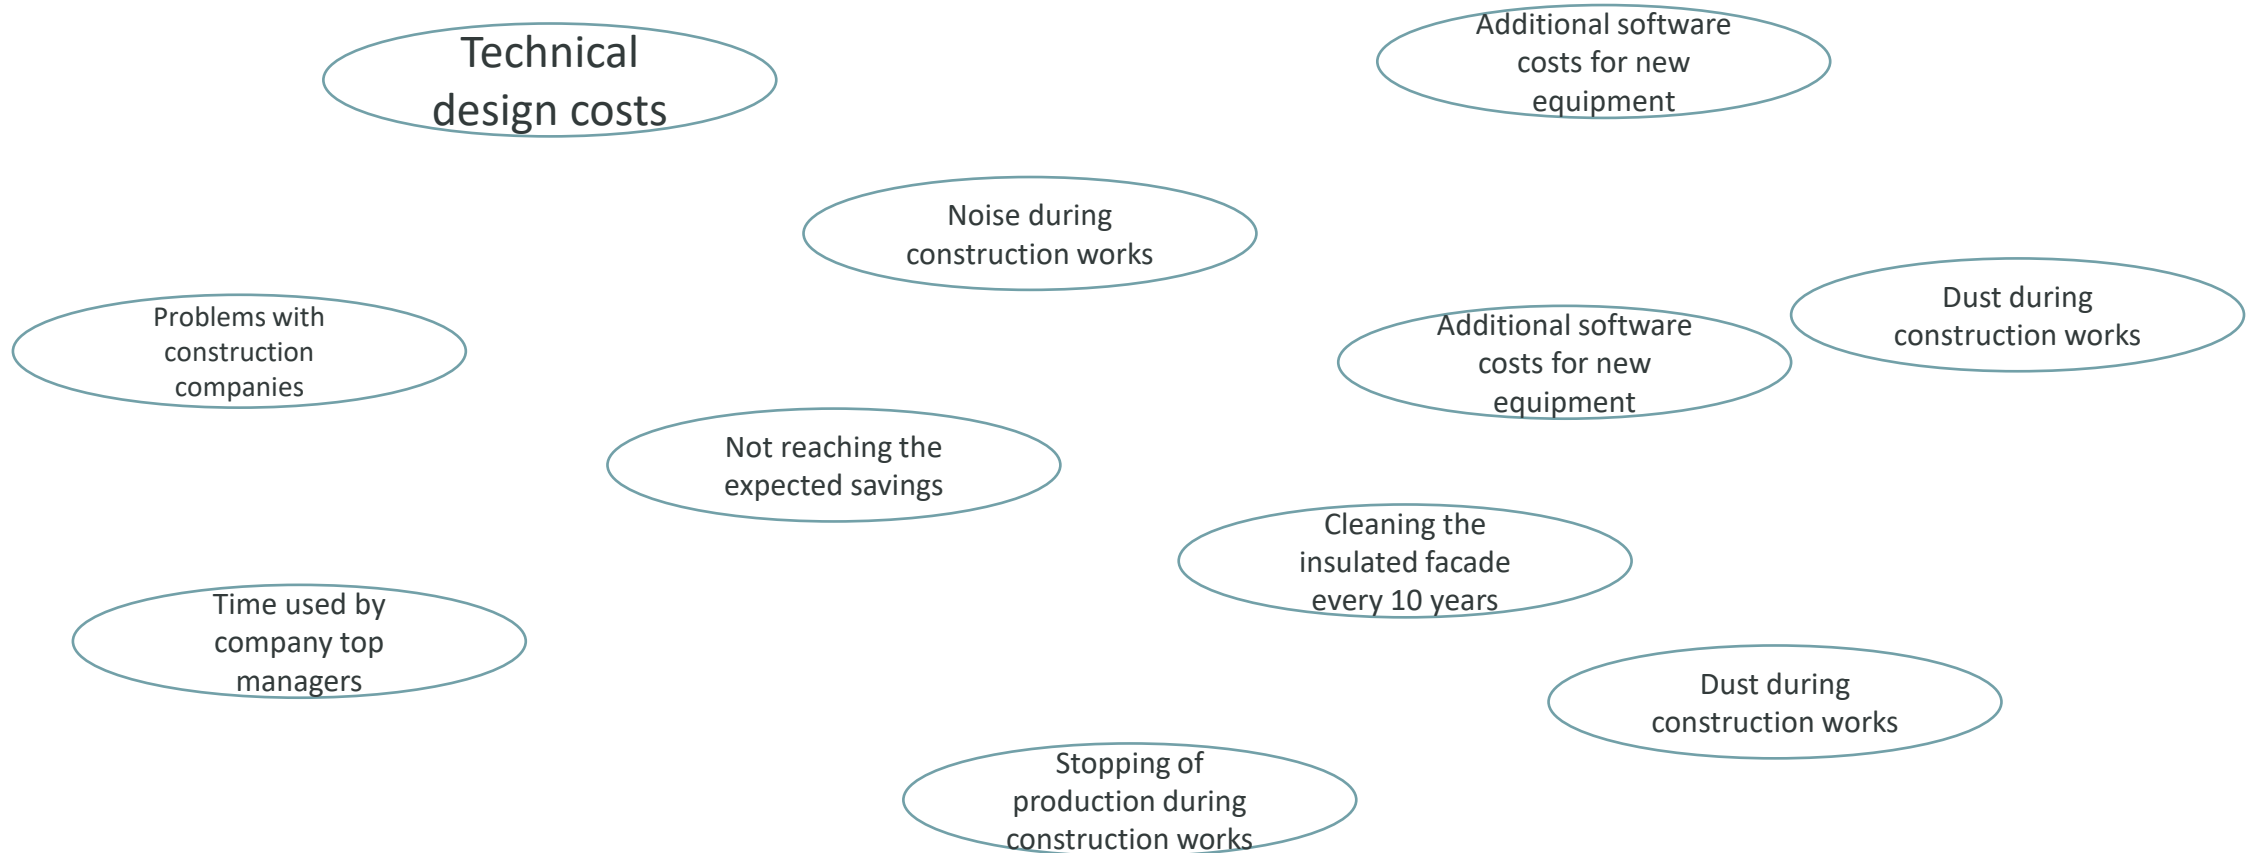 Technical
design costs
Additional software
costs for new
equipment
Noise during
construction works
Dust during
construction works
Problems with
construction
companies
Additional software
costs for new
equipment
Not reaching the
expected savings
Cleaning the
insulated facade
every 10 years
Time used by
company top
managers
Dust during
construction works
Stopping of
production during
construction works